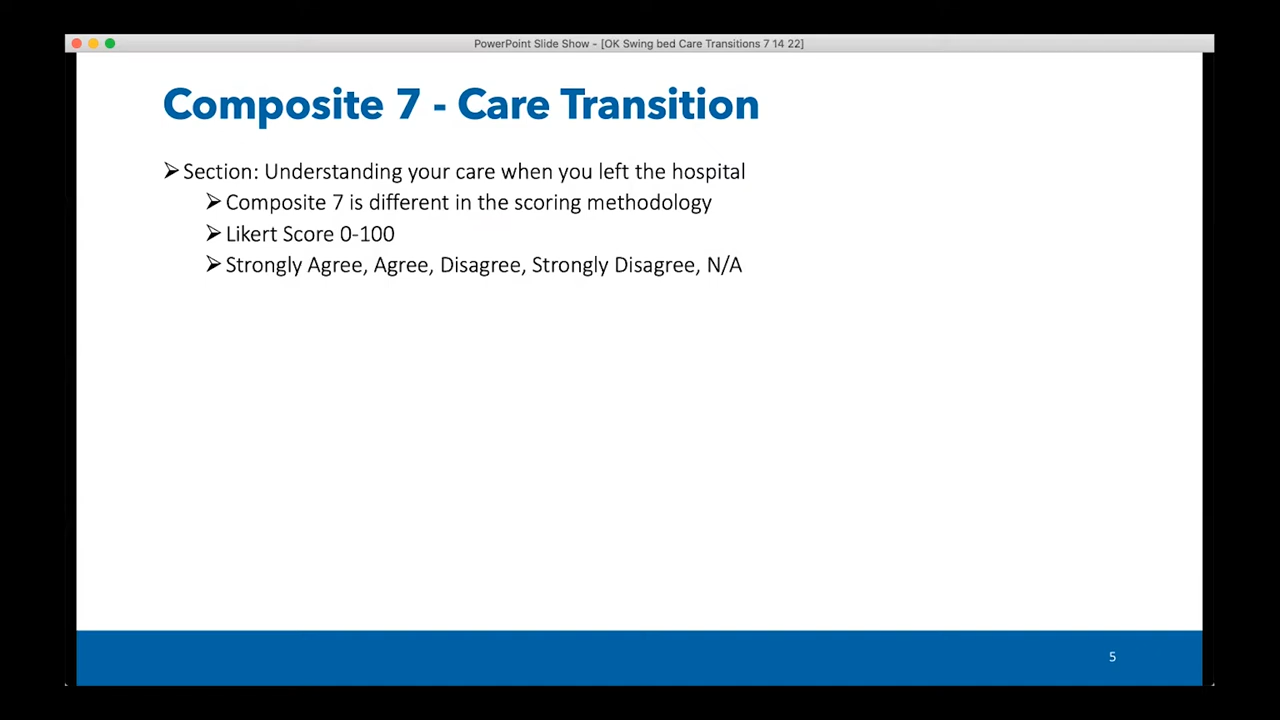 PowerPoint Slide Show - [OK Swing bed Care Transitions 7 14 22]
Composite 7 - Care Transition
Section: Understanding your care when you left the hospital
Composite 7 is different in the scoring methodology
Likert Score 0-100
Strongly Agree, Agree, Disagree, Strongly Disagree, N/A
5